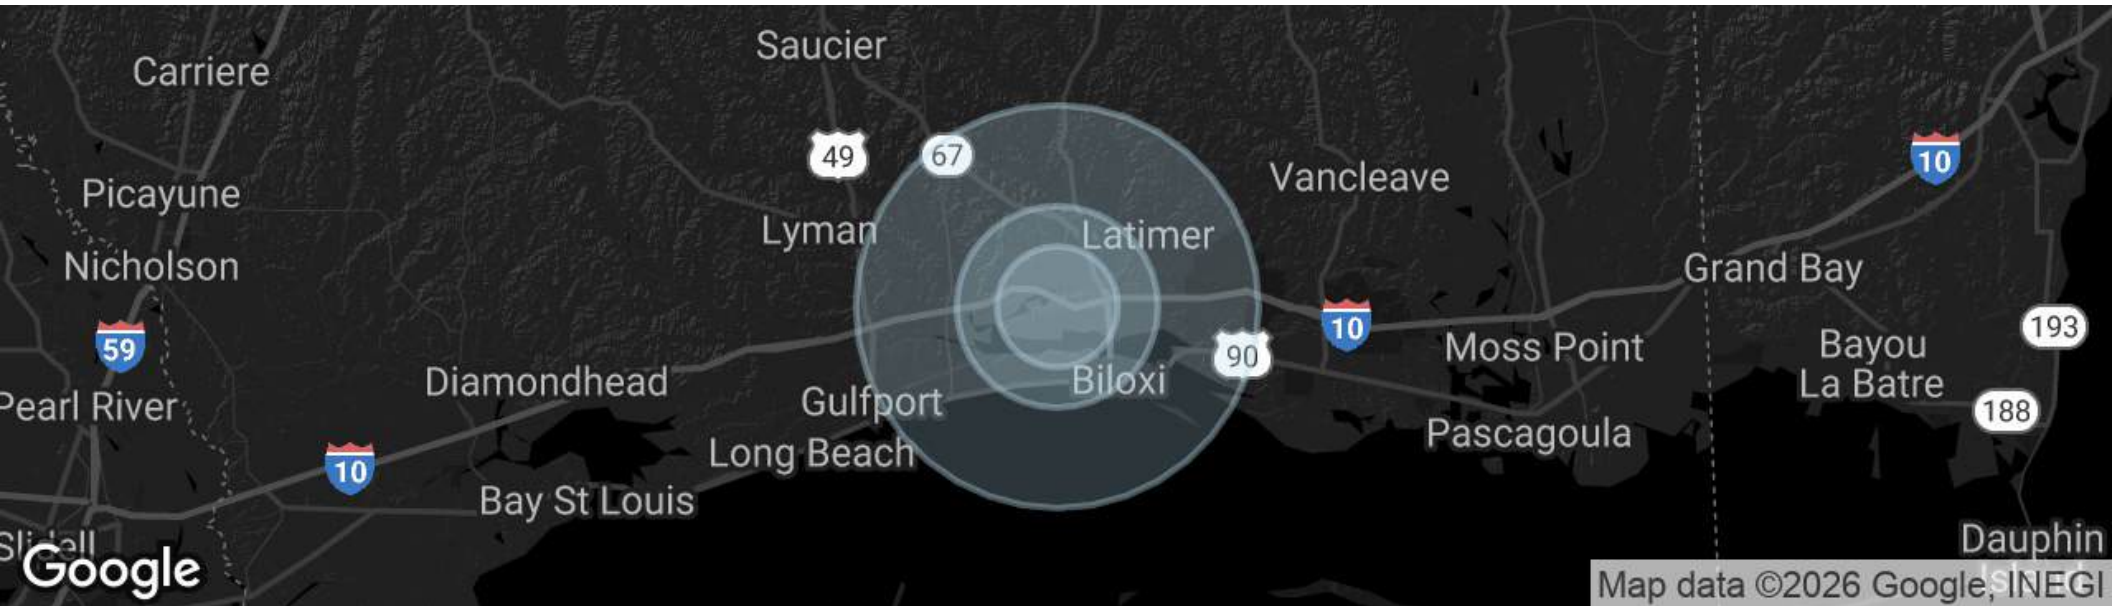 Saucier
Carriere
49
67
10
Vancleave
Picayune
Lyman
Latimer
Nicholson
Grand Bay
59
10
90
193
Moss Point
Bayou
La Batre
Diamondhead
Biloxi
Pearl River
Gulfport
188
Pascagoula
Long Beach
10
Bay St Louis
Slidell
Dauphin
Island
Google
Map data ©2026 Google, INEGI